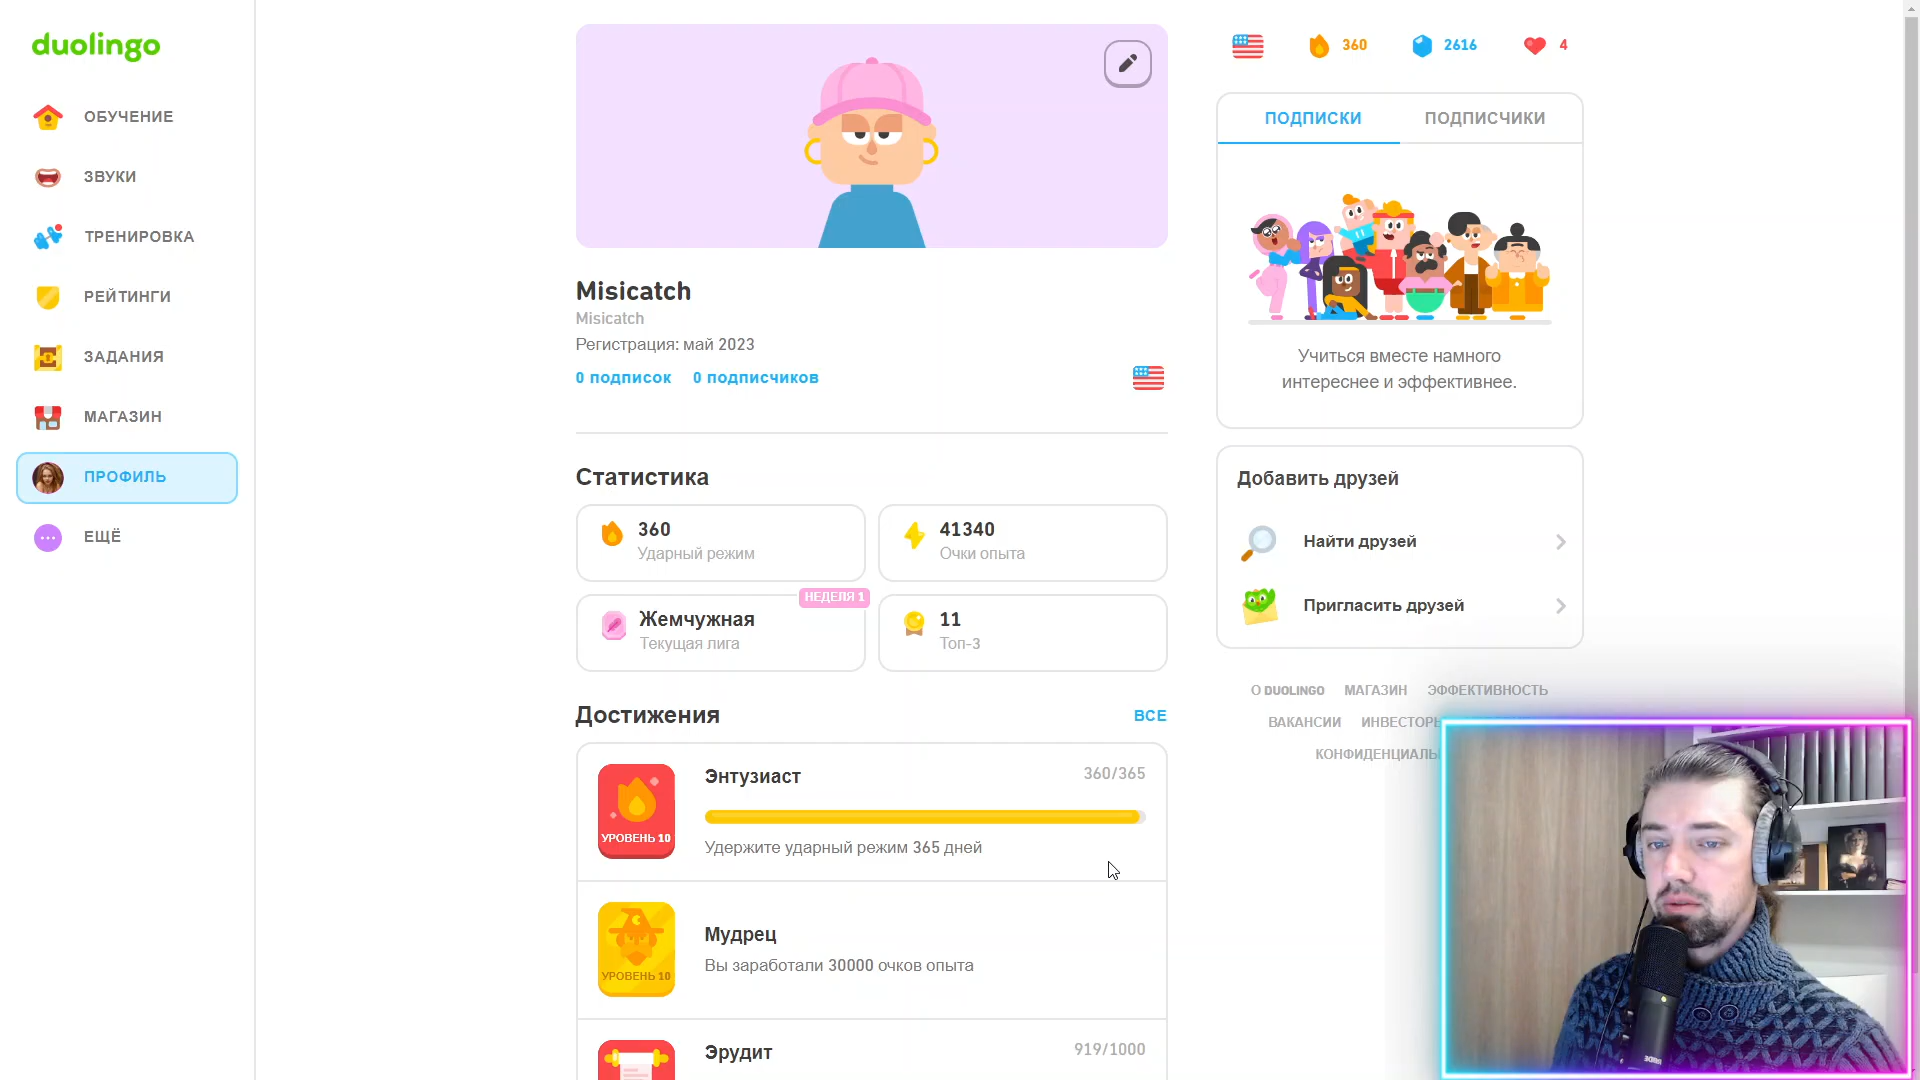 duolingo
ОБУЧЕНИЕ
ЗВУКИ
ТРЕНИРОВКА
РЕЙТИНГИ
ЗАДАНИЯ
МАГАЗИН
ПРОФИЛЬ
ЕЩЁ
Misicatch
Misicatch
Регистрация: май 2023
0 подписок 0 подписчиков
Статистика
360
Ударный режим
41340
Очки опыта
НЕДЕЛЯ 1
Жемчужная
Текущая лига
11
Топ-3
Достижения
ВСЕ
УРОВЕНЬ 10
Энтузиаст
360/365
Удержите ударный режим 365 дней
УРОВЕНЬ 10
Мудрец
Вы заработали 30000 очков опыта
Эрудит
919/1000
360
2616
4
ПОДПИСКИ
ПОДПИСЧИКИ
Учиться вместе намного
интереснее и эффективнее.
Добавить друзей
Найти друзей
Пригласить друзей
О DUOLINGO МАГАЗИН ЭФФЕКТИВНОСТЬ
ВАКАНСИИ ИНВЕСТОРЫ
КОНФИДЕНЦИАЛЬ